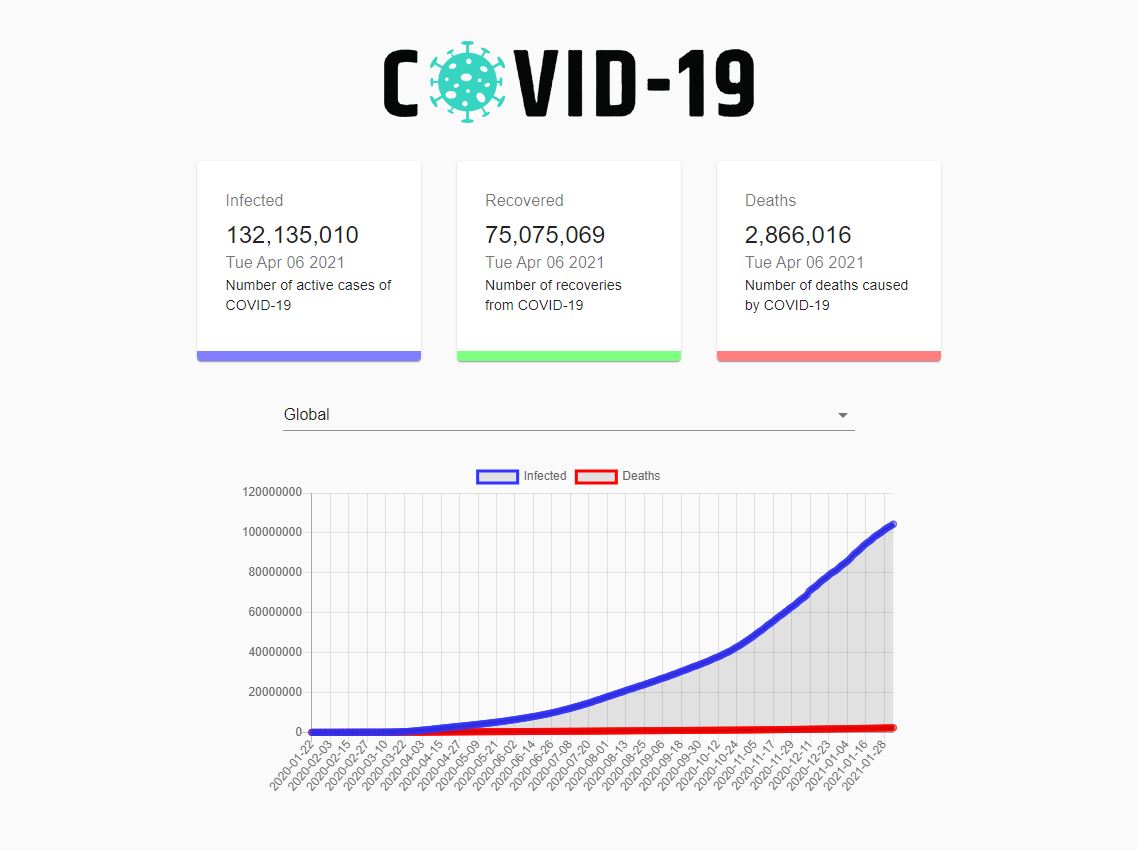 COVID-19
Infected
132,135,010
Tue Apr 06 2021
Number of active cases of
COVID-19
Recovered
75,075,069
Tue Apr 06 2021
Number of recoveries
from COVID-19
Deaths
2,866,016
Tue Apr 06 2021
Number of deaths caused
by COVID-19
Global
Infected Deaths
120000000
100000000
80000000
60000000
40000000
20000000
0
2020-01-22
2020-02-03
2020-02-15
2020-02-27
2020-03-10
2020-03-22
2020-04-03
2020-04-15
2020-04-27
2020-05-09
2020-05-21
2020-06-02
2020-06-14
2020-06-26
2020-07-08
2020-07-20
2020-08-01
2020-08-13
2020-08-25
2020-09-06
2020-09-18
2020-09-30
2020-10-12
2020-10-24
2020-11-05
2020-11-17
2020-11-29
2020-12-11
2020-12-23
2021-01-04
2021-01-16
2021-01-28